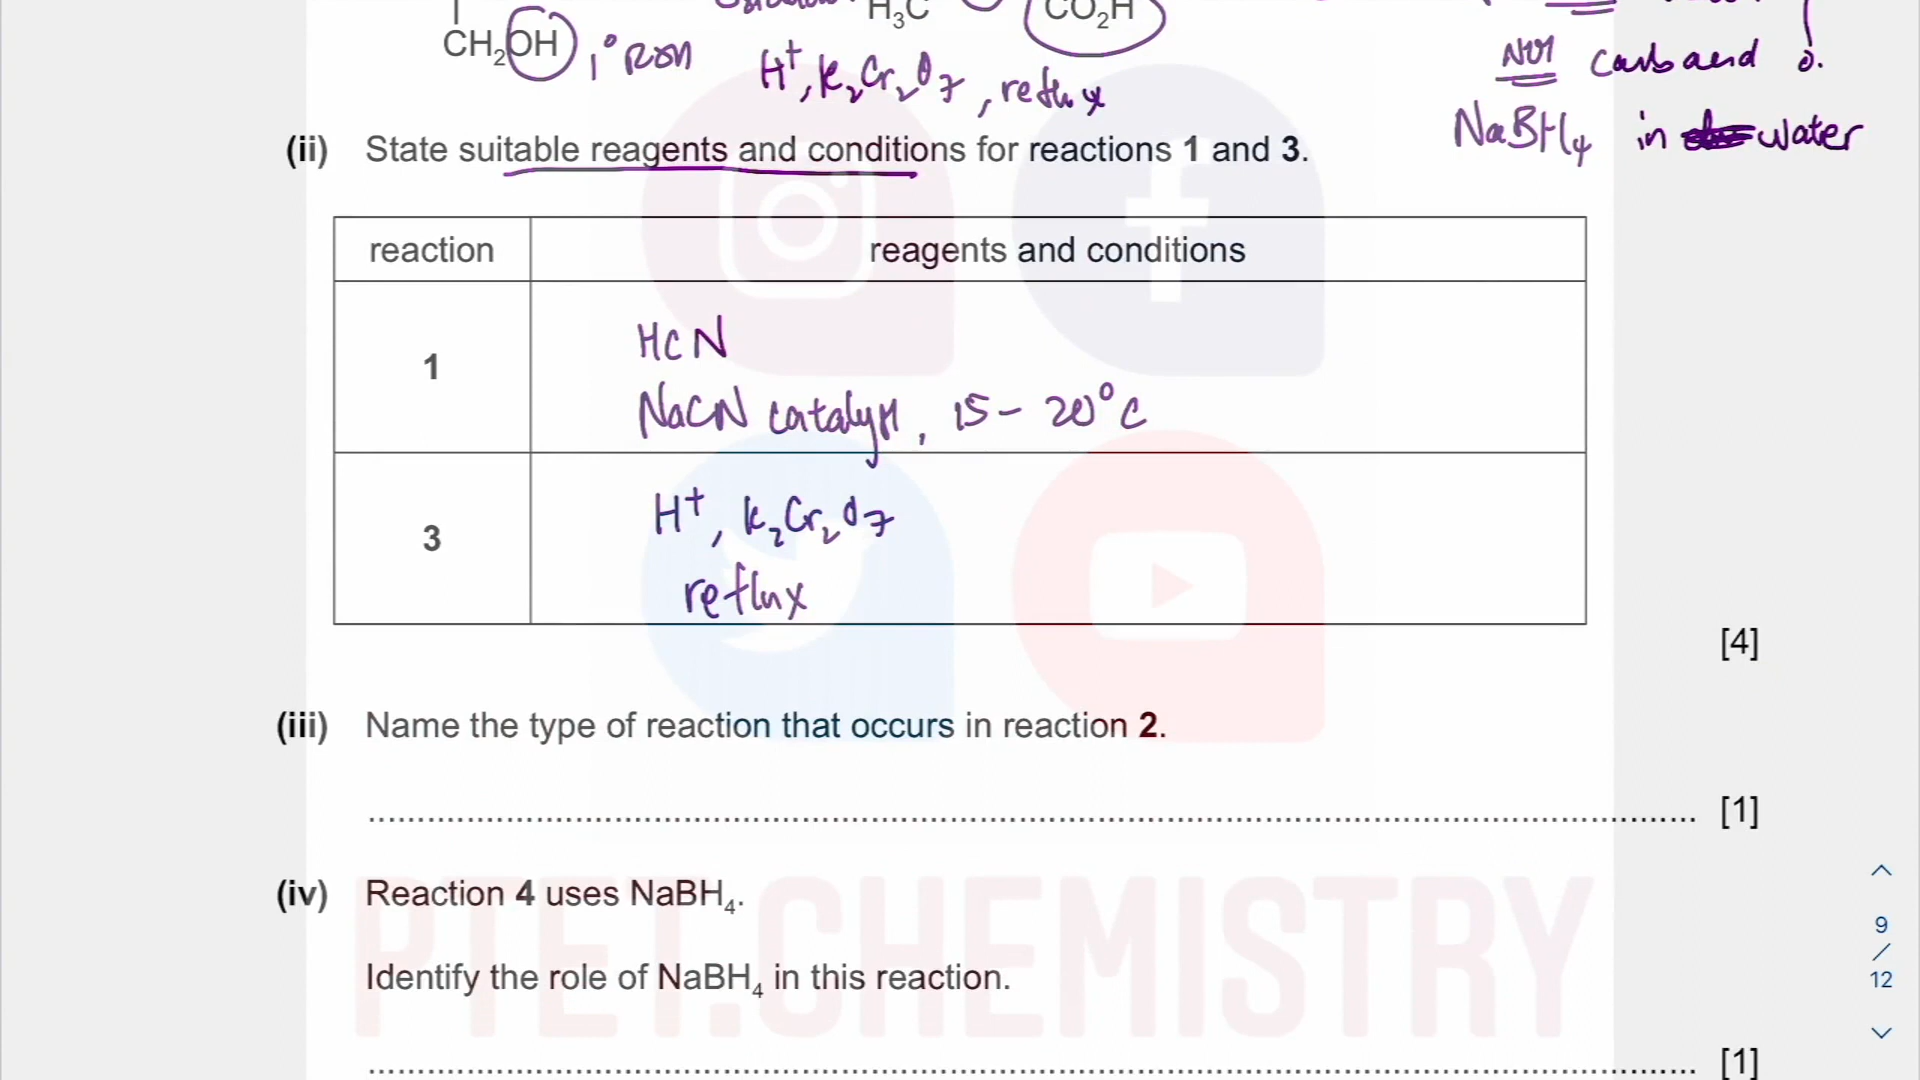 H₃C
CO₂H
CH₂OH
1° ROH
H⁺, K₂Cr₂O₇, reflux
NOT
NaBH₄ in water
(ii) State suitable reagents and conditions for reactions 1 and 3.
reaction reagents and conditions
1
HCN
NaCN catalyst, 15 – 20°C
3
H⁺, K₂Cr₂O₇
reflux
[4]
(iii) Name the type of reaction that occurs in reaction 2.
[1]
(iv) Reaction 4 uses NaBH₄.
Identify the role of NaBH₄ in this reaction.
[1]
PTET.CHEMISTRY
9
/
12